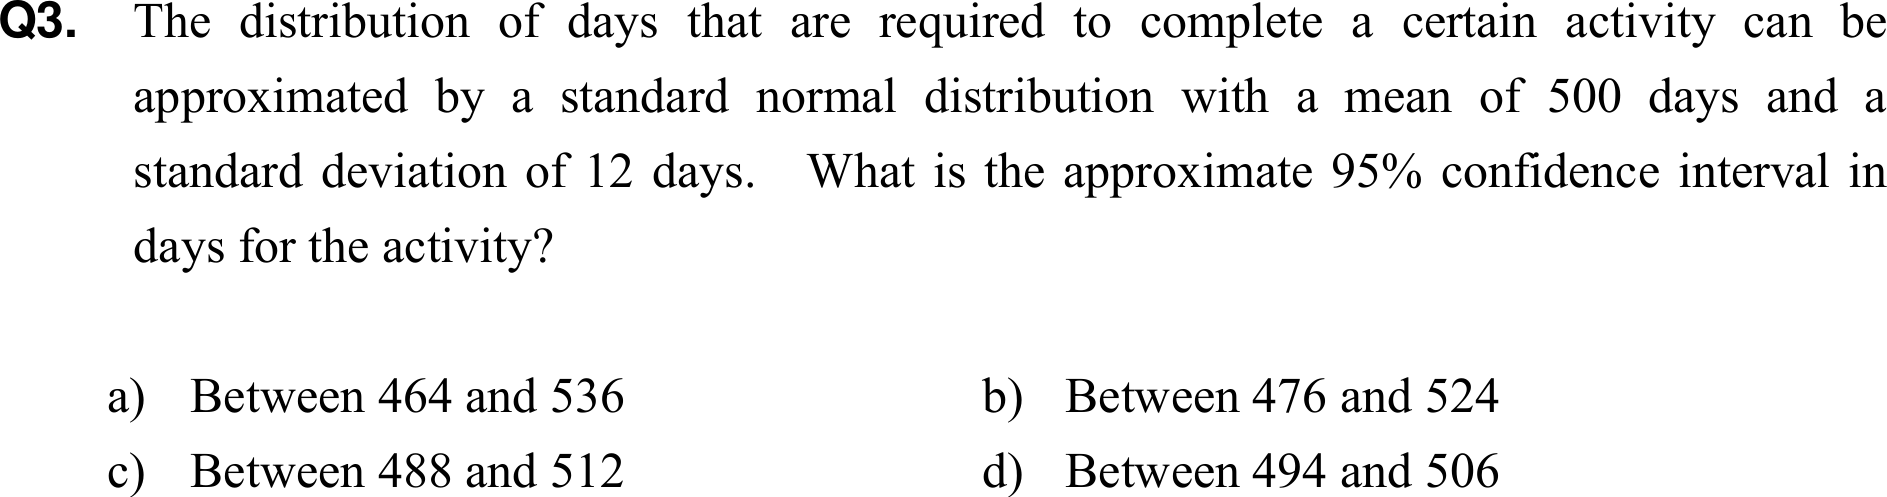 Q3. The distribution of days that are required to complete a certain activity can be
approximated by a standard normal distribution with a mean of 500 days and a
standard deviation of 12 days. What is the approximate 95% confidence interval in
days for the activity?
a) Between 464 and 536 b) Between 476 and 524
c) Between 488 and 512 d) Between 494 and 506